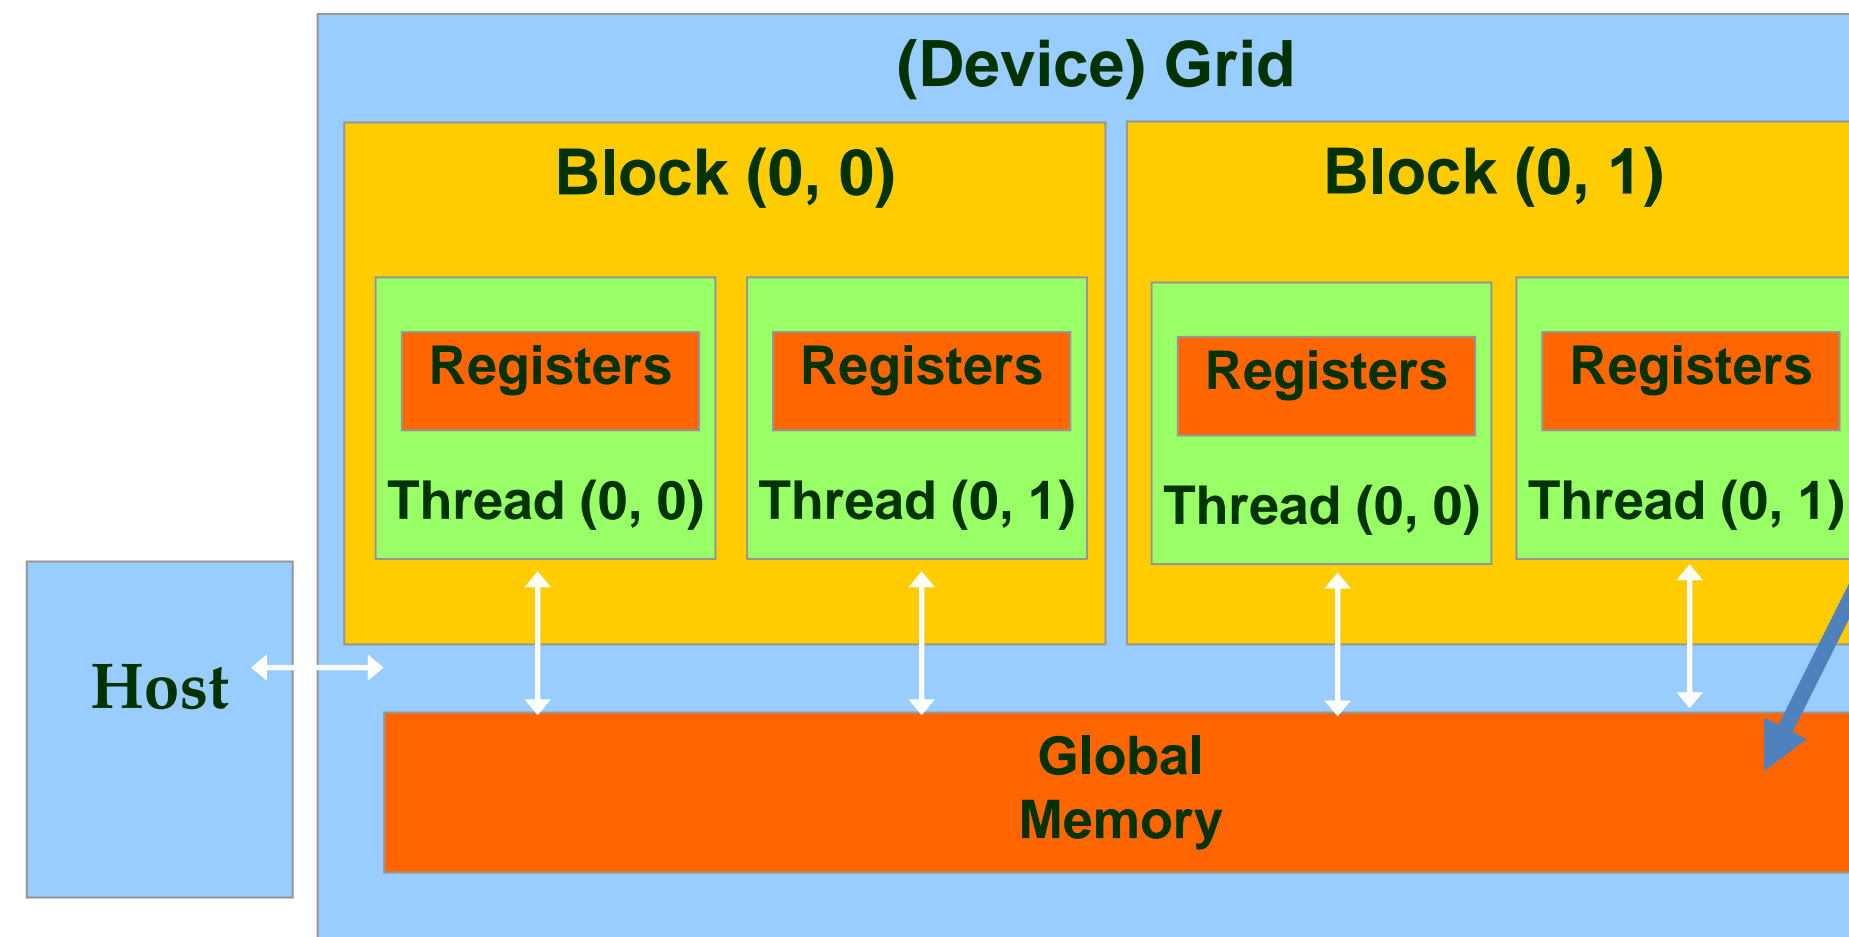 (Device) Grid
Block (0, 0)
Block (0, 1)
Registers
Registers
Registers
Registers
Thread (0, 0)
Thread (0, 1)
Thread (0, 0)
Thread (0, 1)
Host
Global
Memory